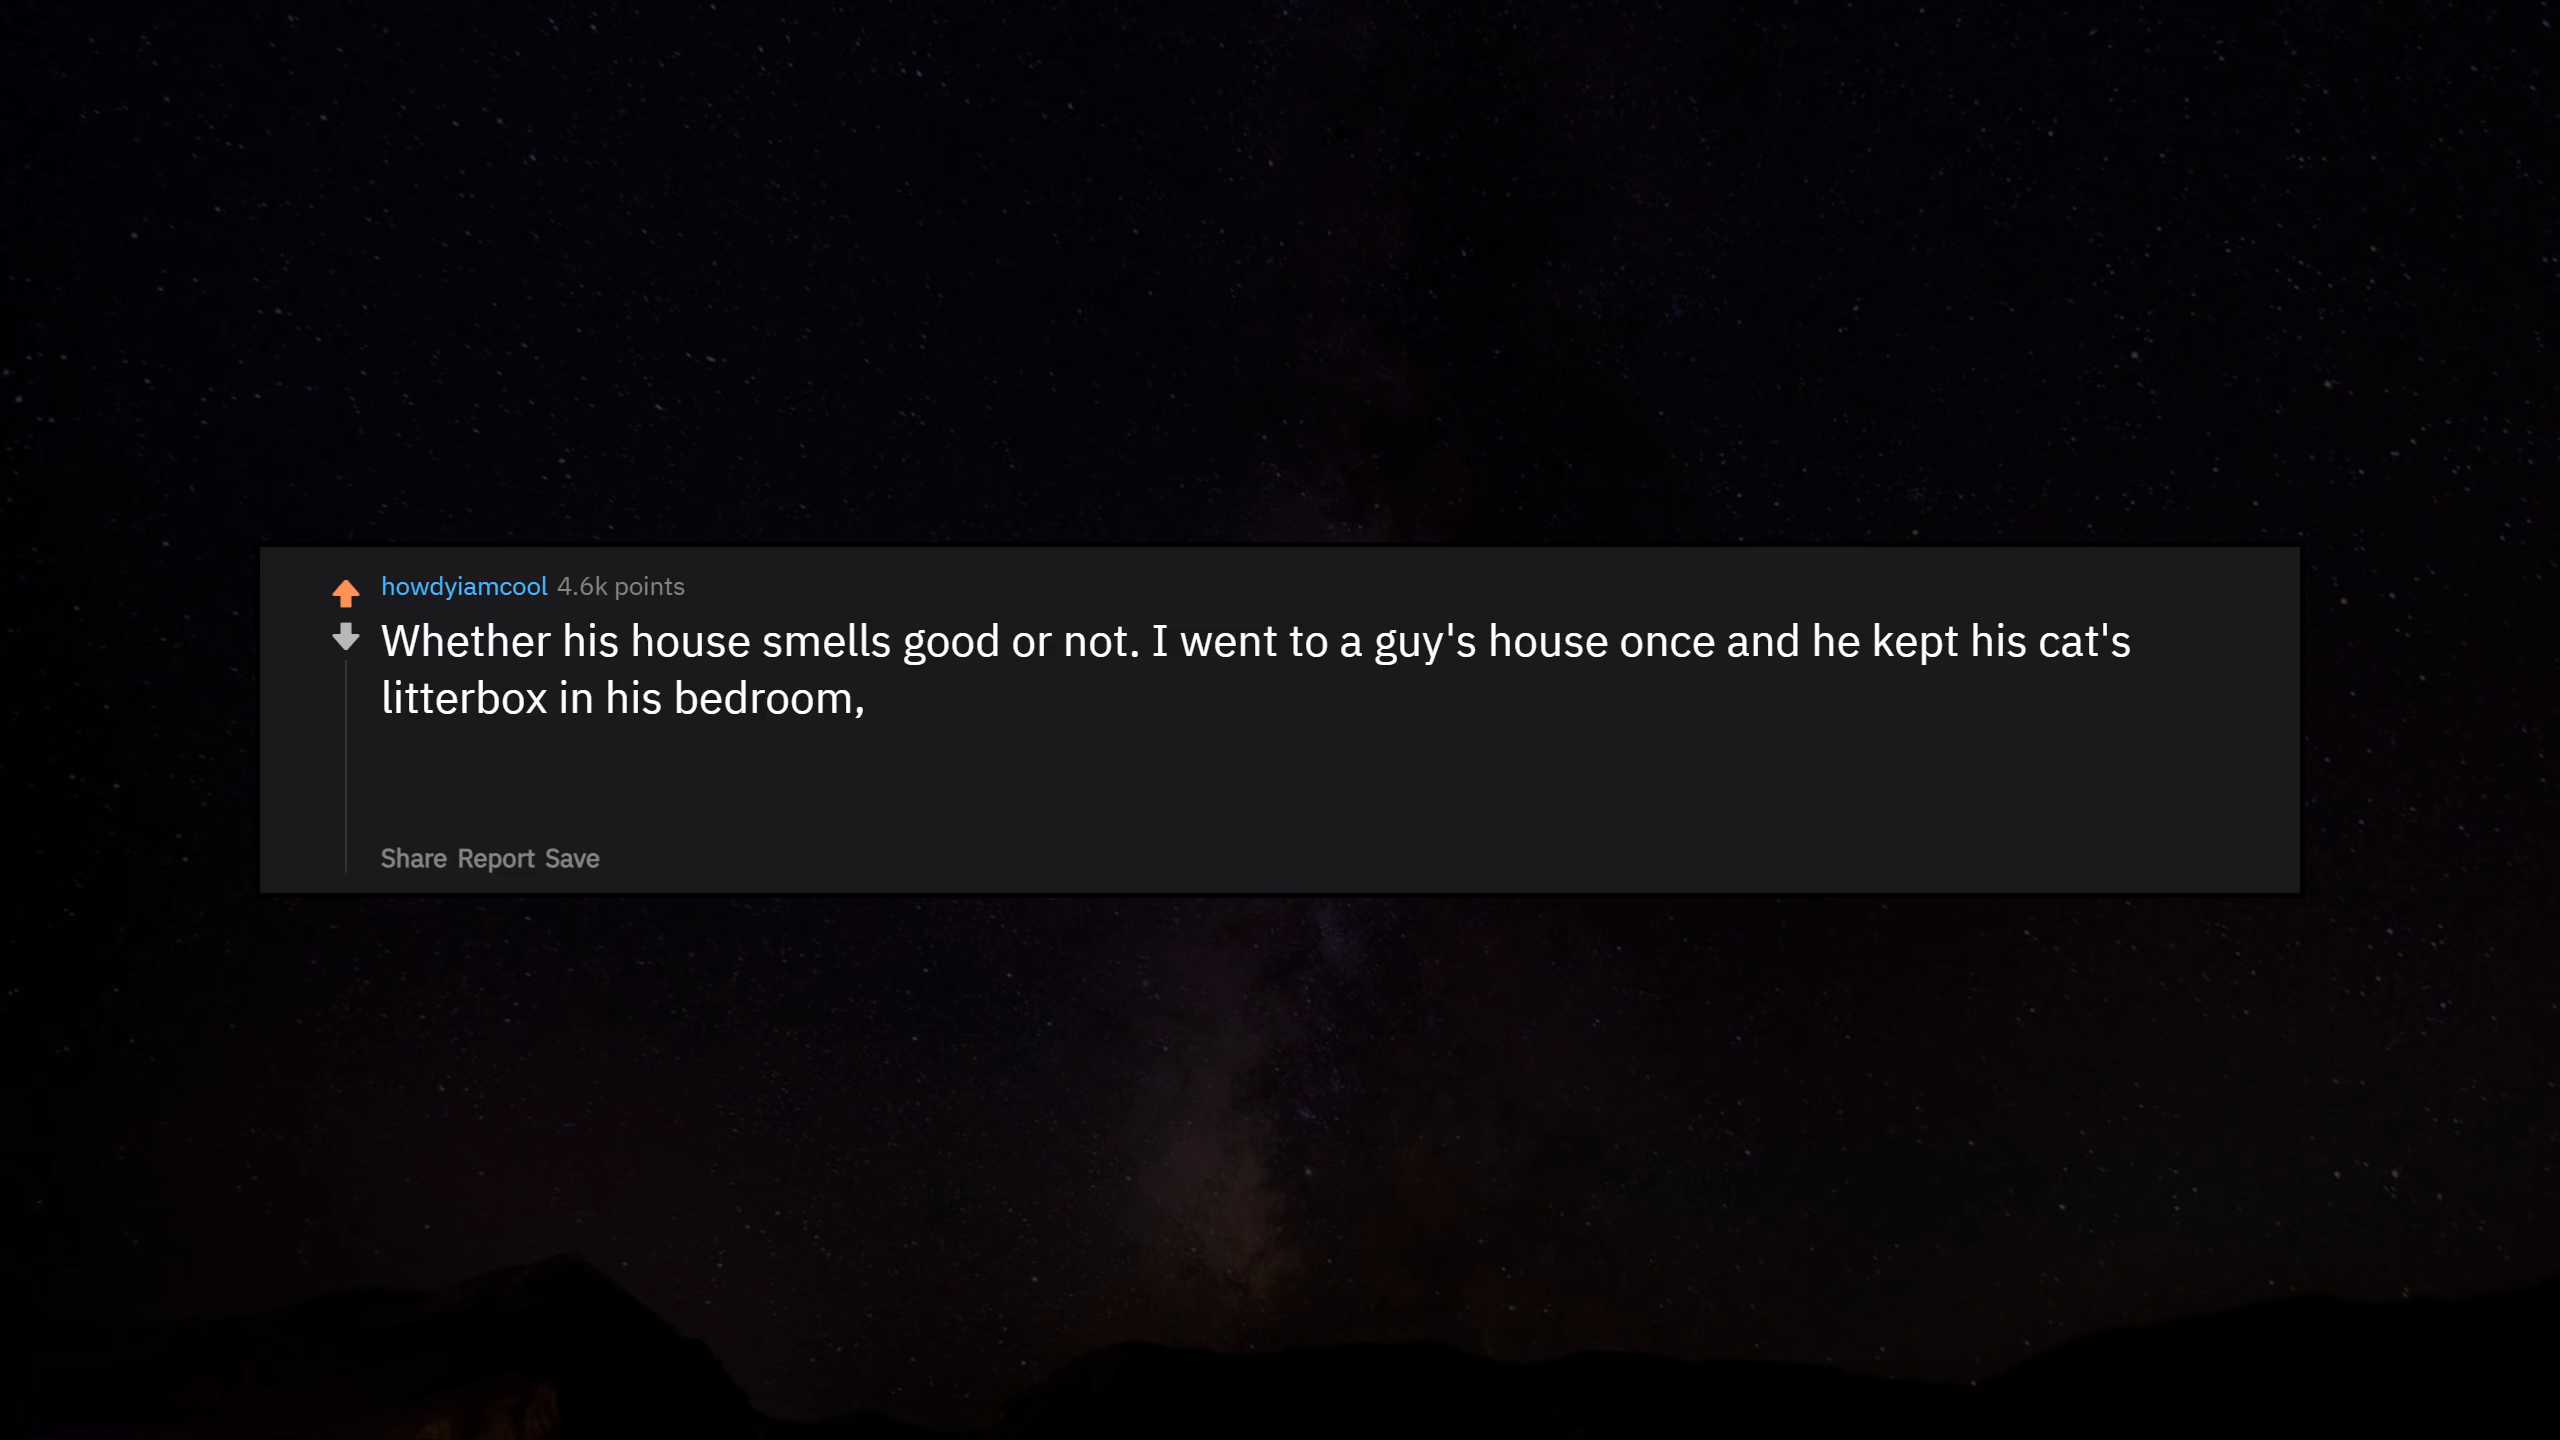 howdyiamcool 4.6k points
Whether his house smells good or not. I went to a guy's house once and he kept his cat's
litterbox in his bedroom,
Share Report Save